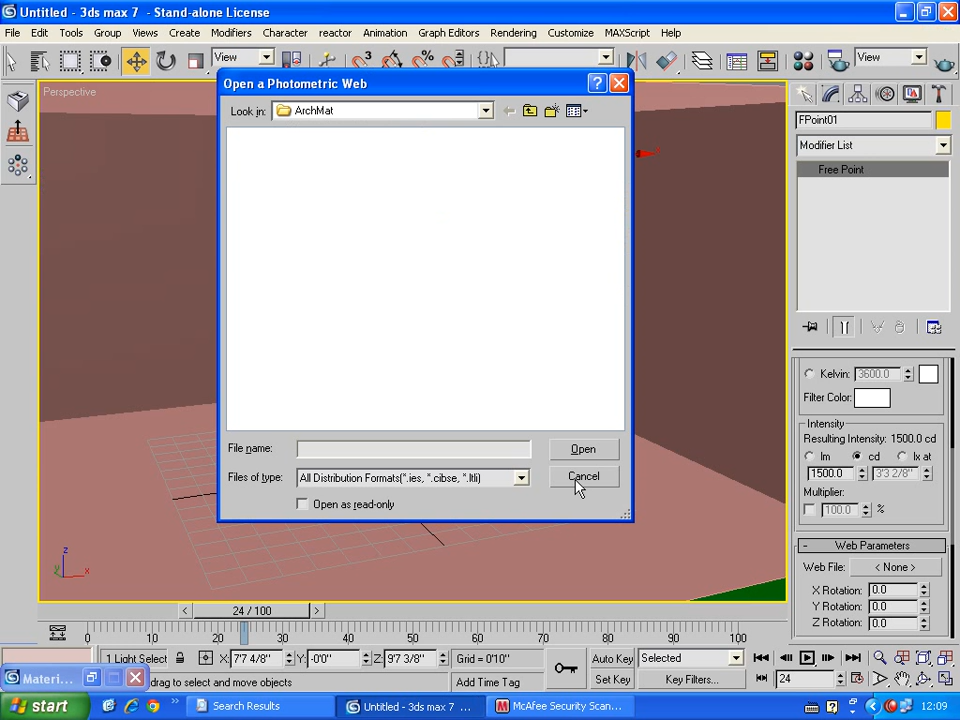 Untitled - 3ds max 7 - Stand-alone License
File Edit Tools Group Views Create Modifiers Character reactor Animation Graph Editors Rendering Customize MAXScript Help
View
View
Perspective
Open a Photometric Web
Look in: ArchMat
File name:
Open
Files of type: All Distribution Formats(*.ies, *.cibse, *.ltli)
Cancel
Open as read-only
FPoint01
Modifier List
Free Point
Kelvin: 3600.0
Filter Color:
Intensity
Resulting Intensity: 1500.0 cd
lm cd lx at
1500.0 3'3 2/8"
Multiplier:
100.0 %
- Web Parameters
Web File: < None >
X Rotation: 0.0
Y Rotation: 0.0
Z Rotation: 0.0
z
x
< 24 / 100 >
0 10 20 30 40 50 60 70 80 90 100
1 Light Select X: 7'7 4/8" Y: -0'0" Z: 9'7 3/8" Grid = 0'10" Auto Key Selected
Materi...
drag to select and move objects Add Time Tag Set Key Key Filters... 24
start Search Results Untitled - 3ds max 7 ... McAfee Security Scan... 12:09